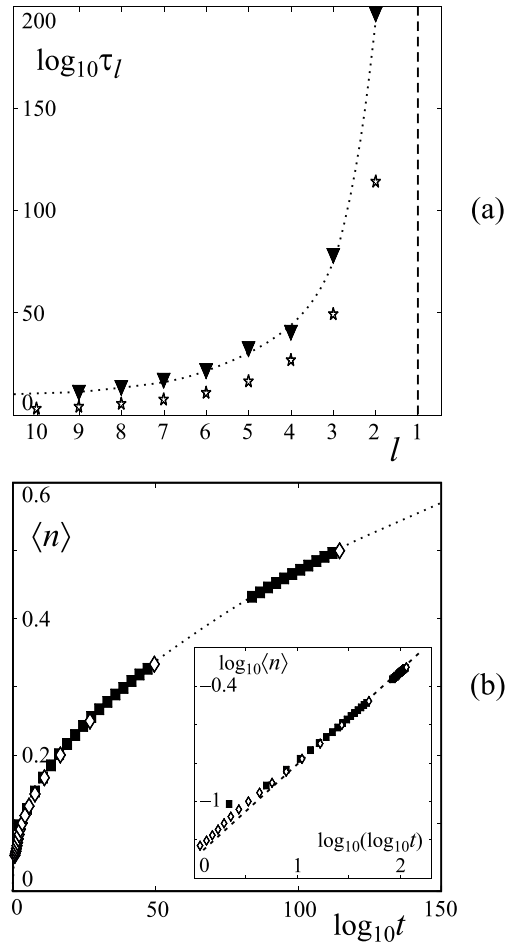 200
log₁₀τₗ
150
100
(a)
50
0
10 9 8 7 6 5 4 3 2 1
l
0.6
⟨n⟩
0.4
log₁₀⟨n⟩
−0.4
(b)
0.2
−1
log₁₀(log₁₀t)
0 1 2
0
0 50 100 150
log₁₀t